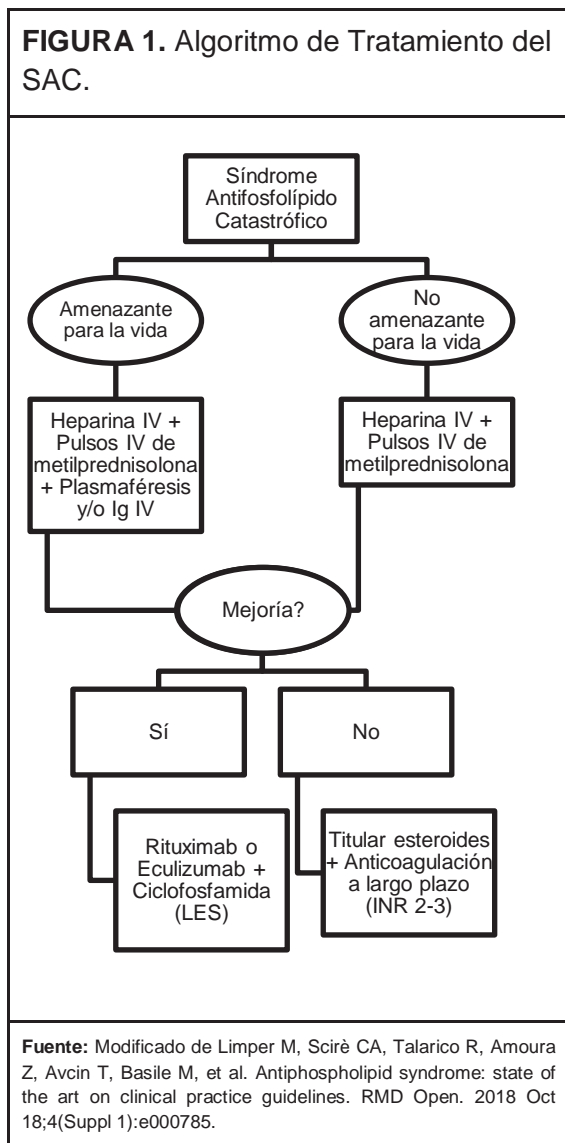 FIGURA 1. Algoritmo de Tratamiento del
SAC.
Síndrome
Antifosfolípido
Catastrófico
Amenazante
para la vida
No
amenazante
para la vida
Heparina IV +
Pulsos IV de
metilprednisolona
+ Plasmaféresis
y/o Ig IV
Heparina IV +
Pulsos IV de
metilprednisolona
Mejoría?
Sí
No
Rituximab o
Eculizumab +
Ciclofosfamida
(LES)
Titular esteroides
+ Anticoagulación
a largo plazo
(INR 2-3)
Fuente: Modificado de Limper M, Scirè CA, Talarico R, Amoura
Z, Avcin T, Basile M, et al. Antiphospholipid syndrome: state of
the art on clinical practice guidelines. RMD Open. 2018 Oct
18;4(Suppl 1):e000785.